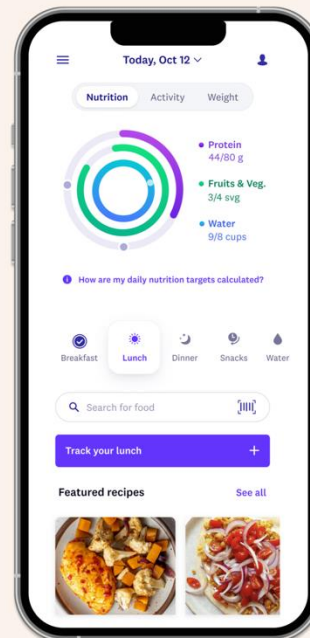 Today, Oct 12
Nutrition Activity Weight
Protein
44/80 g
Fruits & Veg.
3/4 svg
Water
9/8 cups
How are my daily nutrition targets calculated?
Breakfast Lunch Dinner Snacks Water
Search for food
Track your lunch +
Featured recipes See all